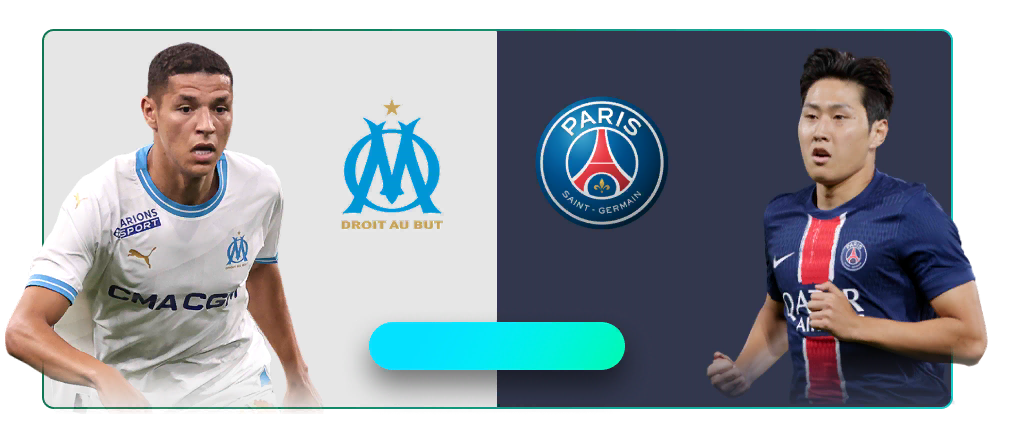 ARIONS
SPORT
CMA CGM
DROIT AU BUT
PARIS
SAINT - GERMAIN
QATAR